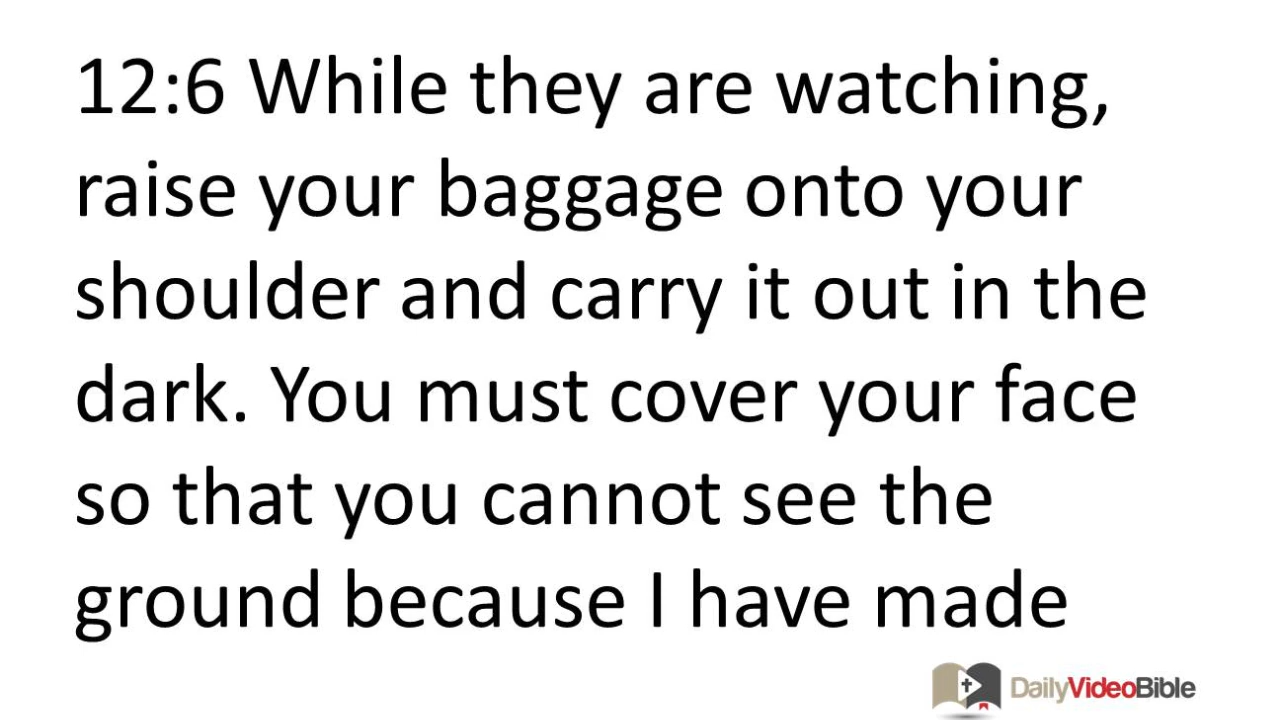 12:6 While they are watching,
raise your baggage onto your
shoulder and carry it out in the
dark. You must cover your face
so that you cannot see the
ground because I have made
DailyVideoBible